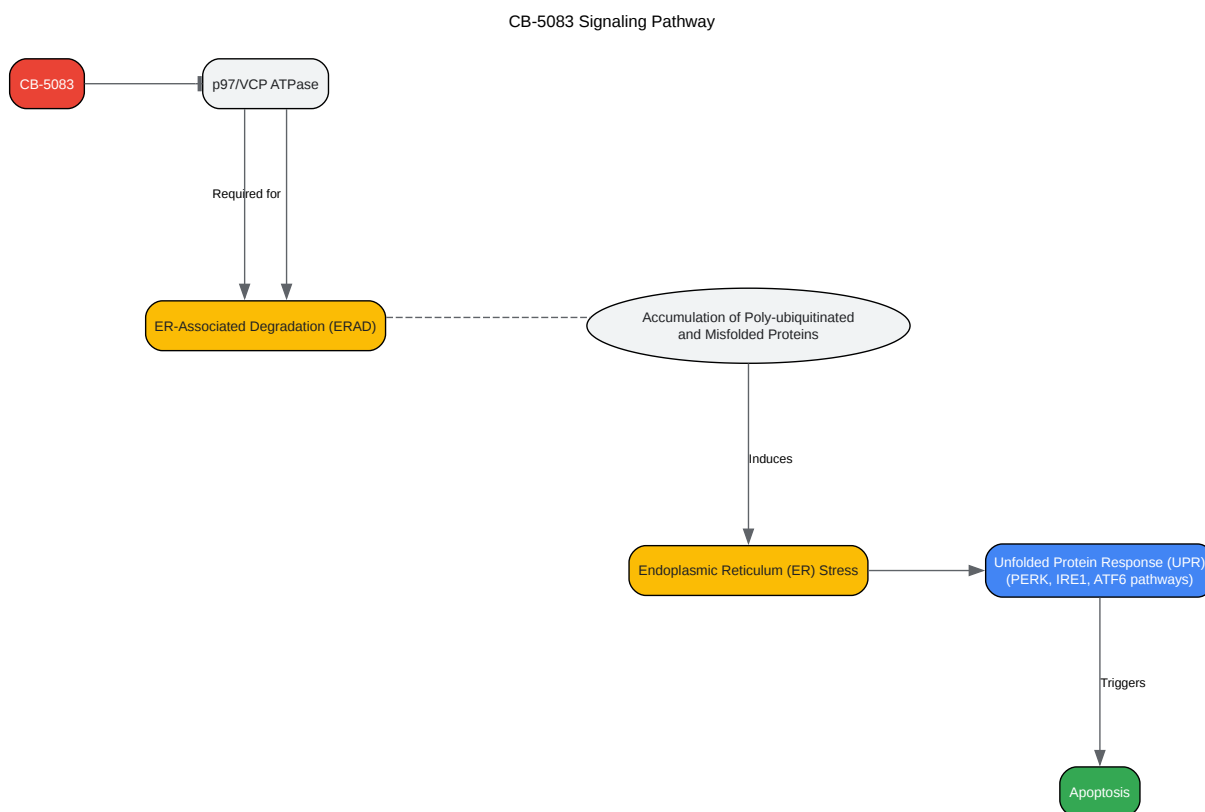 CB-5083 Signaling Pathway
CB-5083
p97/VCP ATPase
Required for
ER-Associated Degradation (ERAD)
Accumulation of Poly-ubiquitinated
and Misfolded Proteins
Induces
Endoplasmic Reticulum (ER) Stress
Unfolded Protein Response (UPR)
(PERK, IRE1, ATF6 pathways)
Triggers
Apoptosis